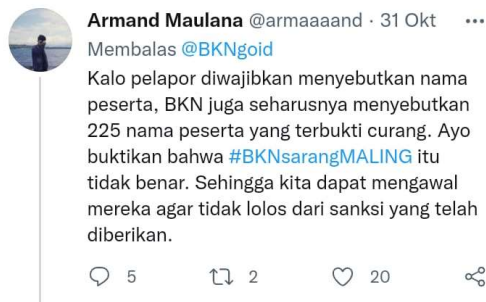 Armand Maulana @armaaaand · 31 Okt ...
Membalas @BKNgoid
Kalo pelapor diwajibkan menyebutkan nama
peserta, BKN juga seharusnya menyebutkan
225 nama peserta yang terbukti curang. Ayo
buktikan bahwa #BKNsarangMALING itu
tidak benar. Sehingga kita dapat mengawal
mereka agar tidak lolos dari sanksi yang telah
diberikan.
5 2 20